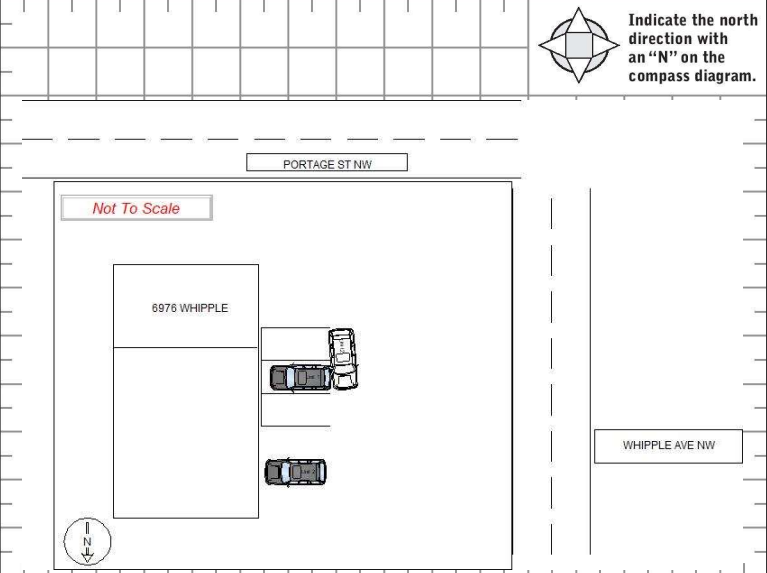 Indicate the north
direction with
an “N” on the
compass diagram.
PORTAGE ST NW
Not To Scale
6976 WHIPPLE
WHIPPLE AVE NW
N